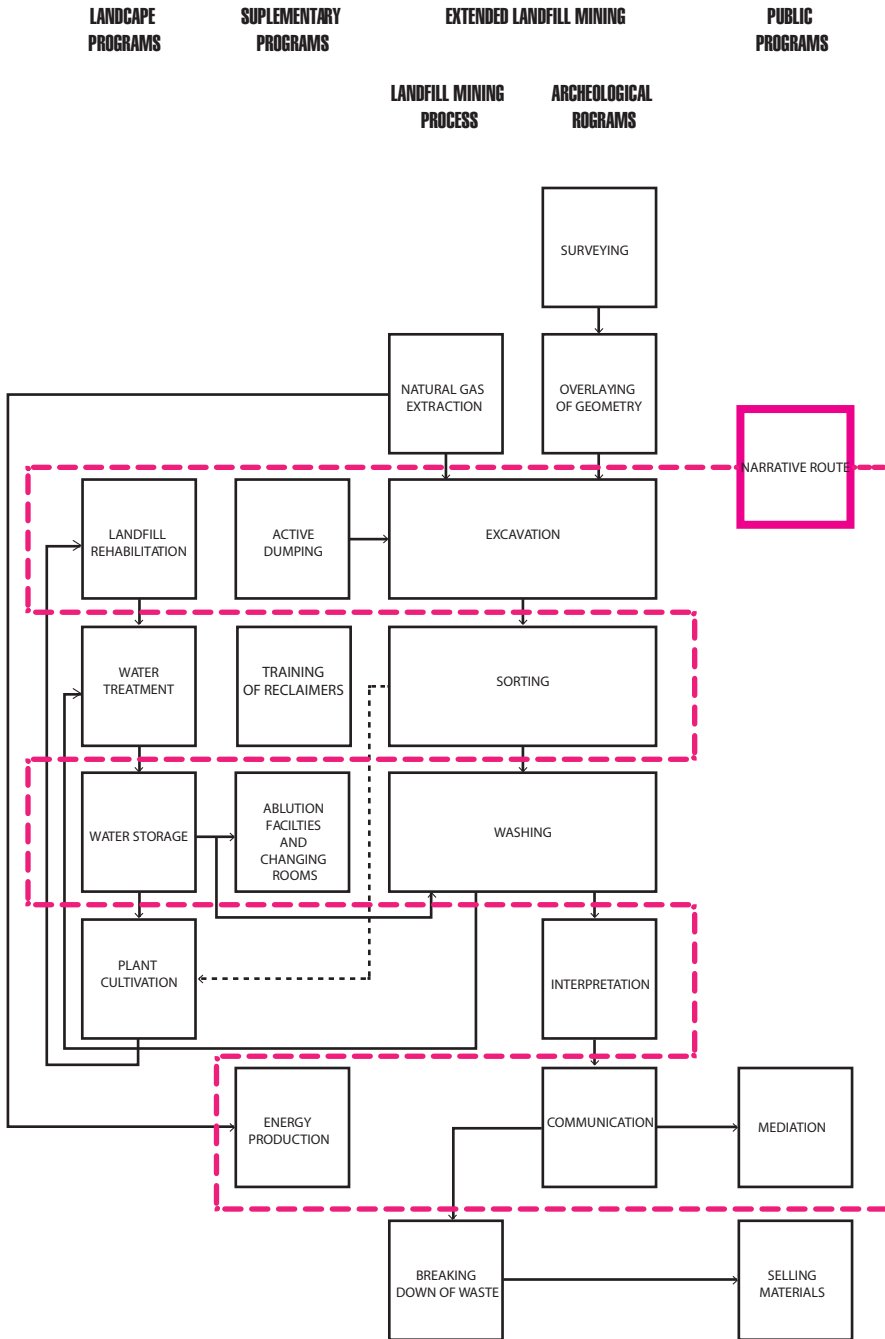 LANDCAPE
PROGRAMS
SUPLEMENTARY
PROGRAMS
EXTENDED LANDFILL MINING
PUBLIC
PROGRAMS
LANDFILL MINING
PROCESS
ARCHEOLOGICAL
ROGRAMS
SURVEYING
NATURAL GAS
EXTRACTION
OVERLAYING
OF GEOMETRY
NARRATIVE ROUTE
LANDFILL
REHABILITATION
ACTIVE
DUMPING
EXCAVATION
WATER
TREATMENT
TRAINING
OF RECLAIMERS
SORTING
WATER STORAGE
ABLUTION
FACILTIES
AND
CHANGING
ROOMS
WASHING
PLANT
CULTIVATION
INTERPRETATION
ENERGY
PRODUCTION
COMMUNICATION
MEDIATION
BREAKING
DOWN OF WASTE
SELLING
MATERIALS